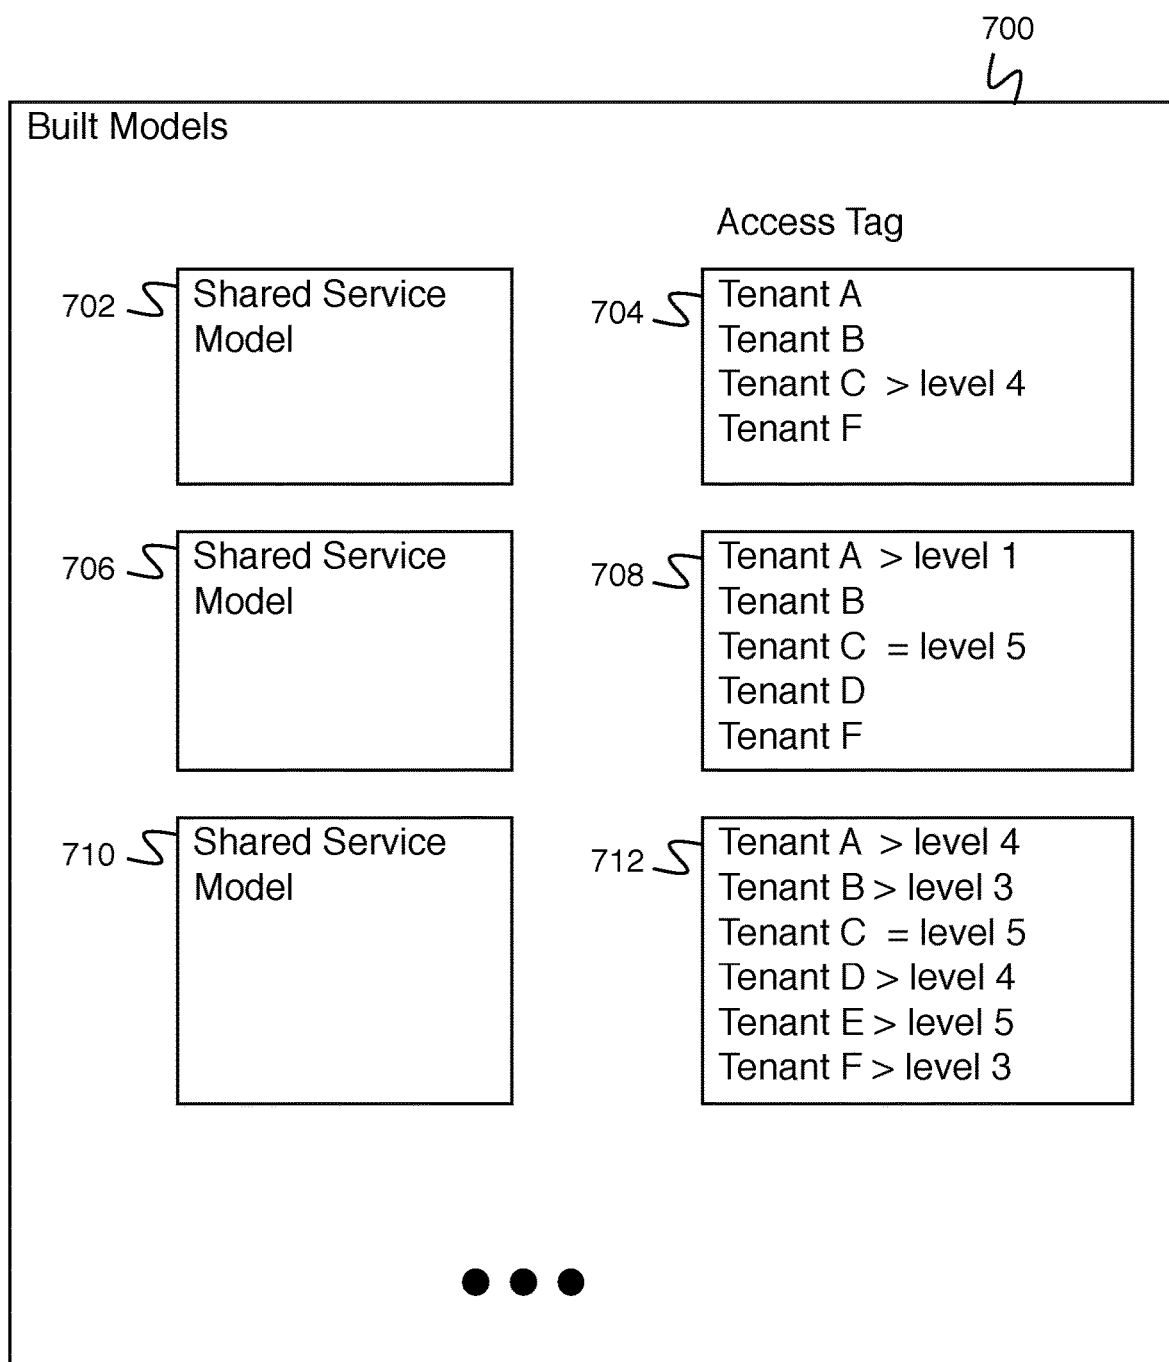 700
Built Models
Access Tag
702
Shared Service
Model
704
Tenant A
Tenant B
Tenant C > level 4
Tenant F
706
Shared Service
Model
708
Tenant A > level 1
Tenant B
Tenant C = level 5
Tenant D
Tenant F
710
Shared Service
Model
712
Tenant A > level 4
Tenant B > level 3
Tenant C = level 5
Tenant D > level 4
Tenant E > level 5
Tenant F > level 3